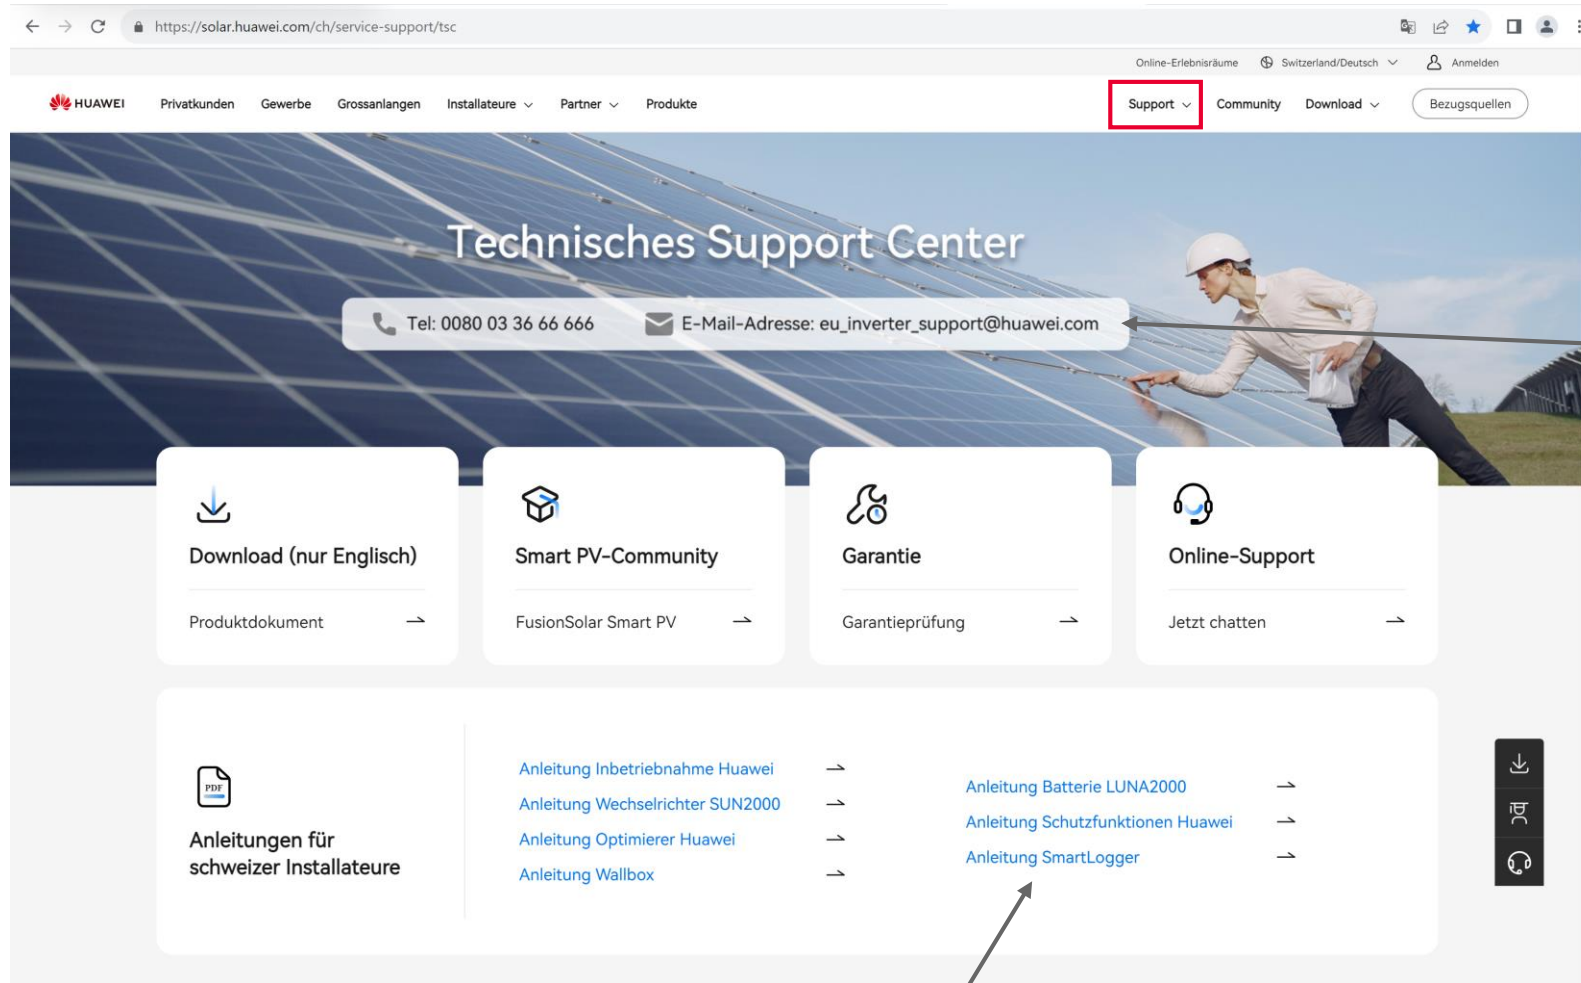 https://solar.huawei.com/ch/service-support/tsc
Online-Erlebnisräume Switzerland/Deutsch Anmelden
HUAWEI Privatkunden Gewerbe Grossanlangen Installateure Partner Produkte Support Community Download Bezugsquellen
Technisches Support Center
Tel: 0080 03 36 66 666 E-Mail-Adresse: eu_inverter_support@huawei.com
Download (nur Englisch)
Produktdokument
Smart PV-Community
FusionSolar Smart PV
Garantie
Garantieprüfung
Online-Support
Jetzt chatten
PDF
Anleitungen für
schweizer Installateure
Anleitung Inbetriebnahme Huawei
Anleitung Wechselrichter SUN2000
Anleitung Optimierer Huawei
Anleitung Wallbox
Anleitung Batterie LUNA2000
Anleitung Schutzfunktionen Huawei
Anleitung SmartLogger